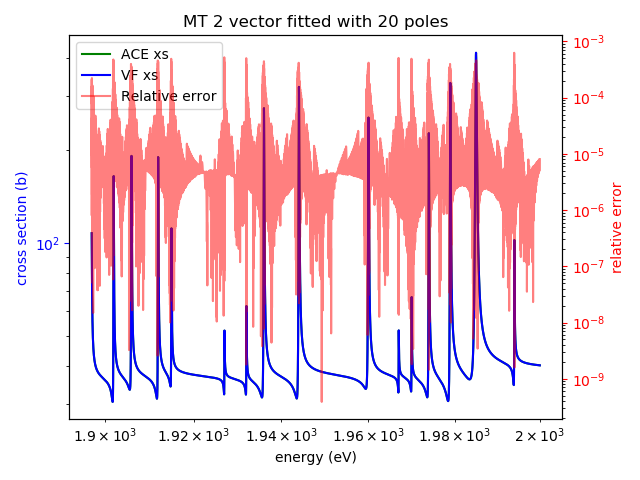 MT 2 vector fitted with 20 poles
ACE xs
VF xs
Relative error
cross section (b)
10²
relative error
10⁻³
10⁻⁴
10⁻⁵
10⁻⁶
10⁻⁷
10⁻⁸
10⁻⁹
1.9×10³ 1.92×10³ 1.94×10³ 1.96×10³ 1.98×10³ 2×10³
energy (eV)